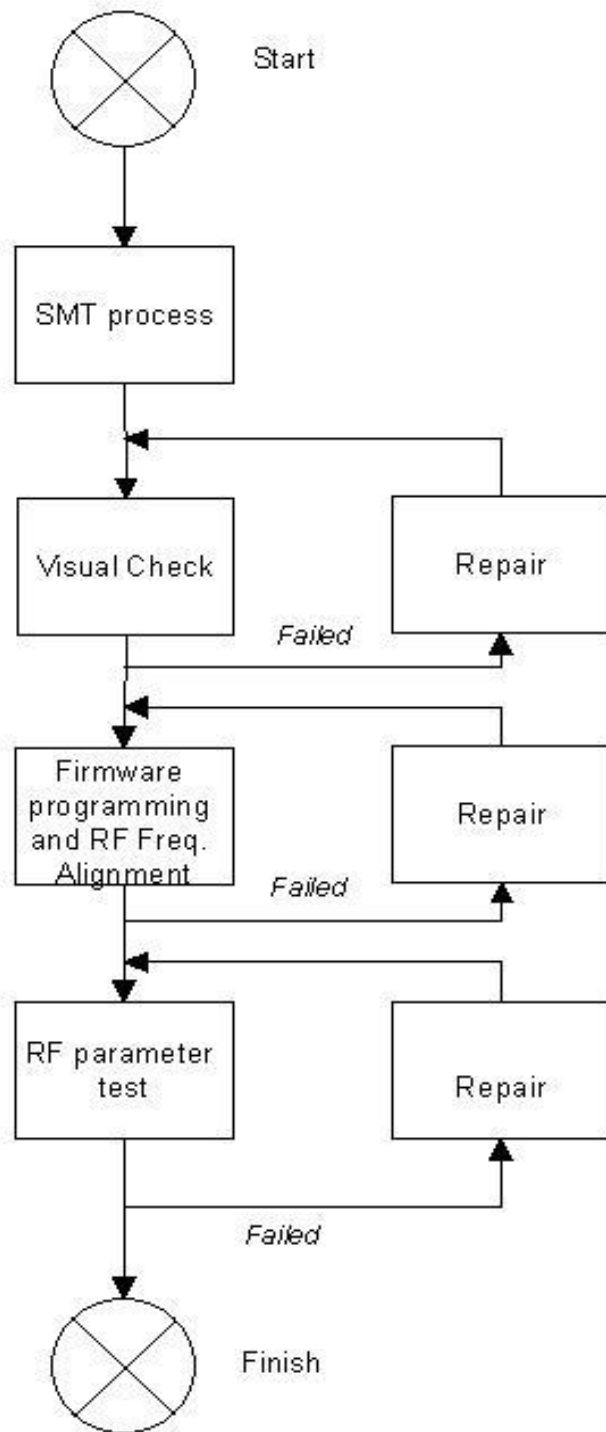 Start
SMT process
Visual Check
Repair
Failed
Firmware
programming
and RF Freq.
Alignment
Repair
Failed
RF parameter
test
Repair
Failed
Finish